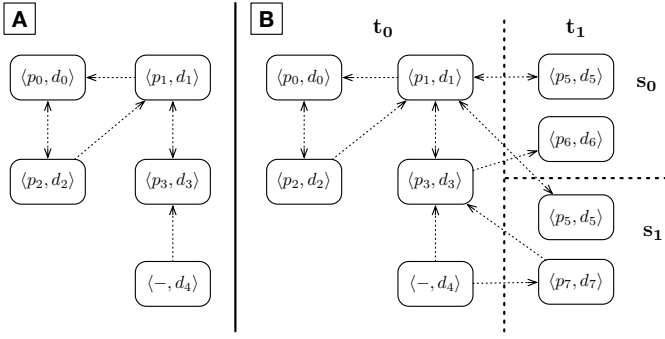 A
⟨p₀, d₀⟩
⟨p₁, d₁⟩
⟨p₂, d₂⟩
⟨p₃, d₃⟩
⟨−, d₄⟩
B
t₀
t₁
⟨p₀, d₀⟩
⟨p₁, d₁⟩
⟨p₅, d₅⟩
s₀
⟨p₆, d₆⟩
⟨p₂, d₂⟩
⟨p₃, d₃⟩
⟨p₅, d₅⟩
s₁
⟨−, d₄⟩
⟨p₇, d₇⟩